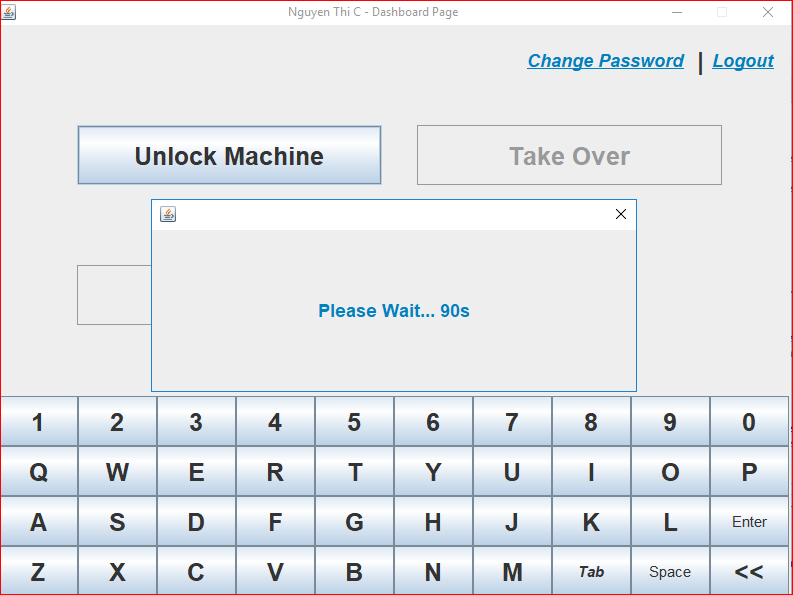 Nguyen Thi C - Dashboard Page
Change Password | Logout
Unlock Machine
Take Over
Please Wait... 90s
1 2 3 4 5 6 7 8 9 0
Q W E R T Y U I O P
A S D F G H J K L Enter
Z X C V B N M Tab Space <<